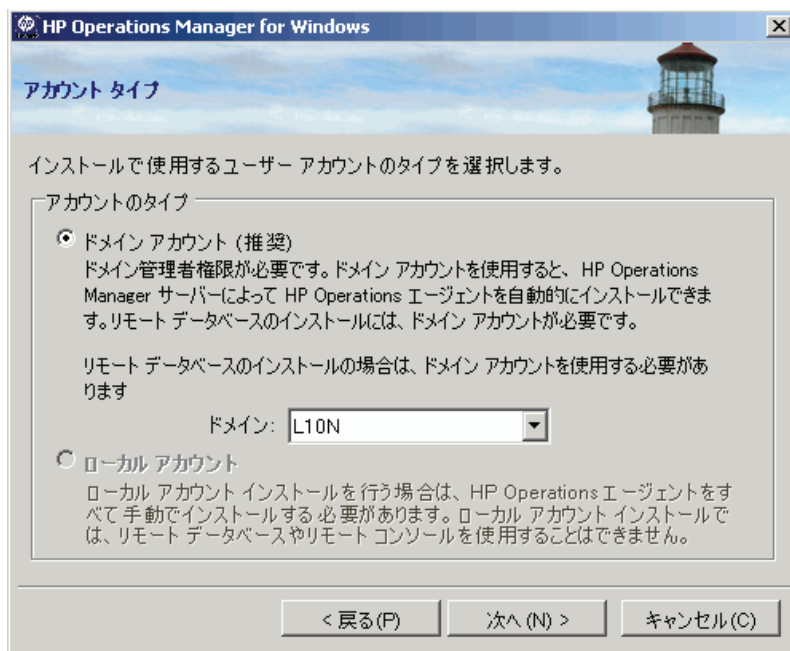 HP Operations Manager for Windows
アカウント タイプ
インストールで使用するユーザー アカウントのタイプを選択します。
アカウントのタイプ
ドメイン アカウント (推奨)
ドメイン管理者権限が必要です。ドメイン アカウントを使用すると、 HP Operations
Manager サーバーによって HP Operations エージェントを自動的にインストールできま
す。リモート データベースのインストールには、ドメイン アカウントが必要です。
リモート データベースのインストールの場合は、ドメイン アカウントを使用する必要があ
ります
ドメイン: L10N
ローカル アカウント
ローカル アカウント インストールを行う場合は、HP Operations エージェントをす
べて手動でインストールする必要があります。ローカル アカウント インストールで
は、リモート データベースやリモート コンソールを使用することはできません。
< 戻る(P) 次へ(N) > キャンセル(C)